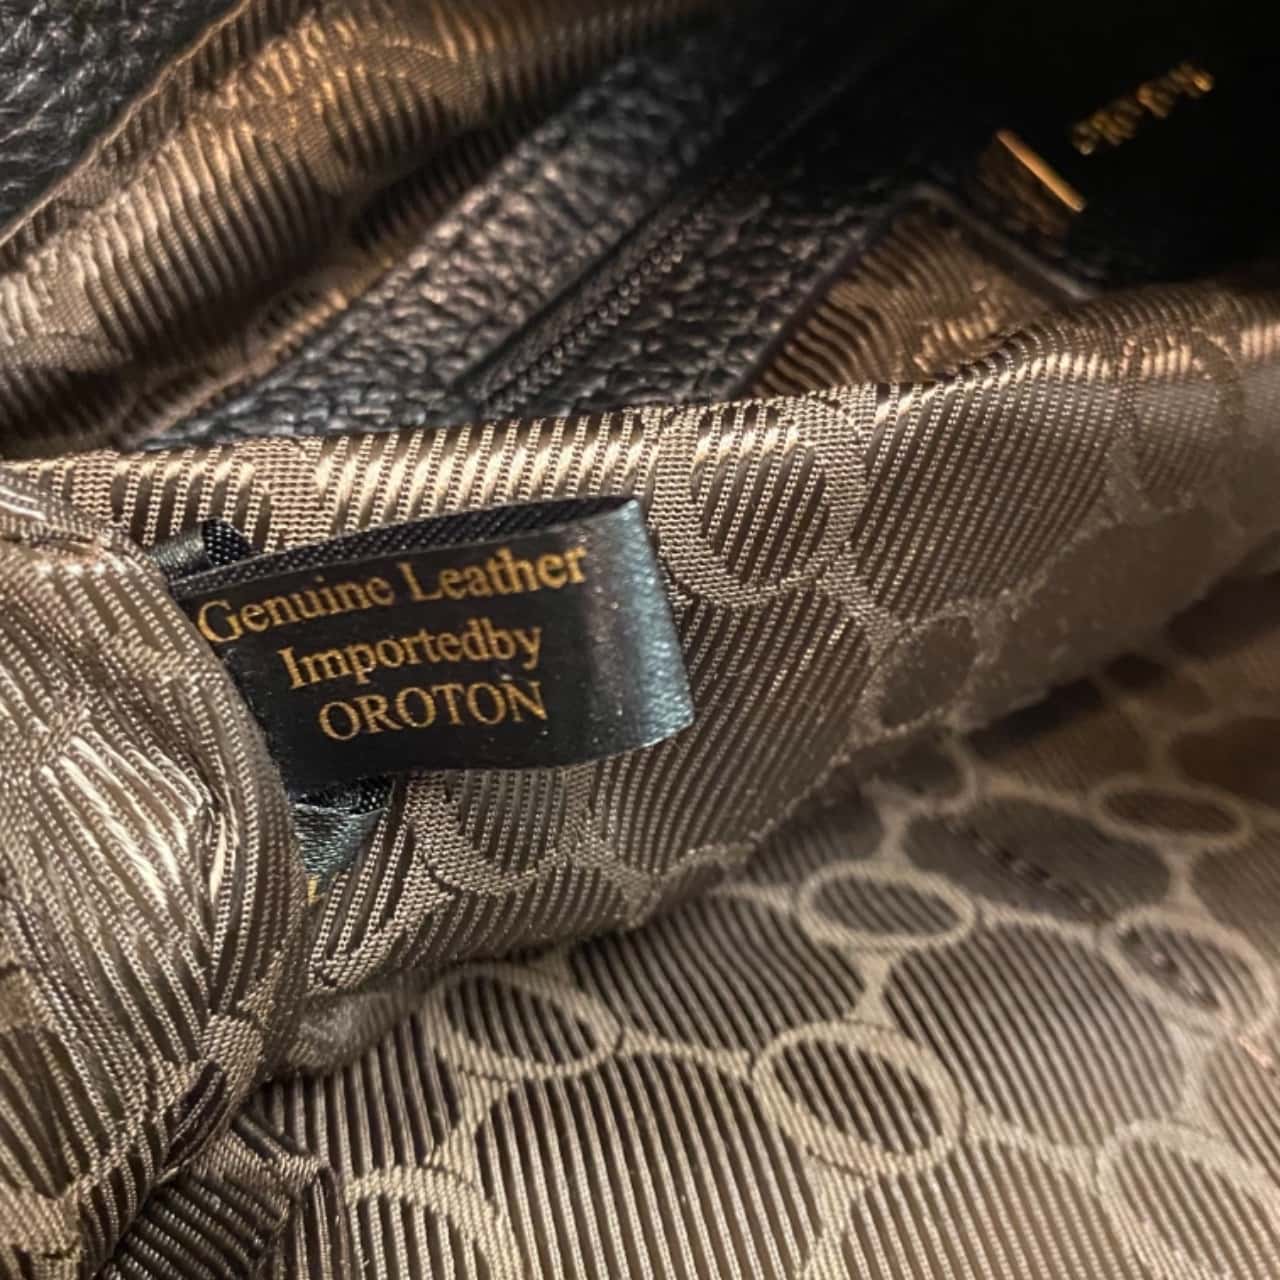 Genuine Leather
Importedby
OROTON